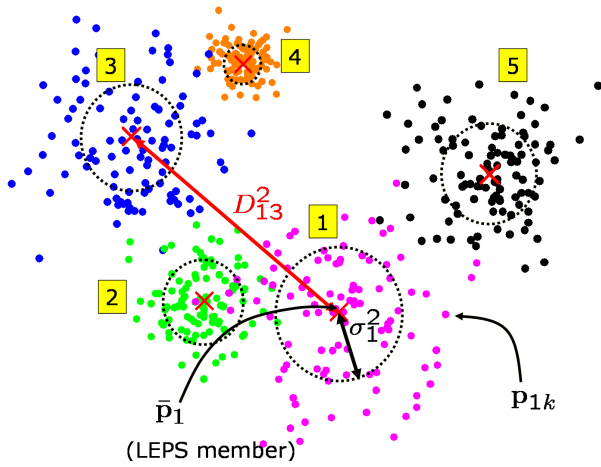 4
3
5
D²₁₃
1
2
σ²₁
p̄₁
p₁ₖ
(LEPS member)